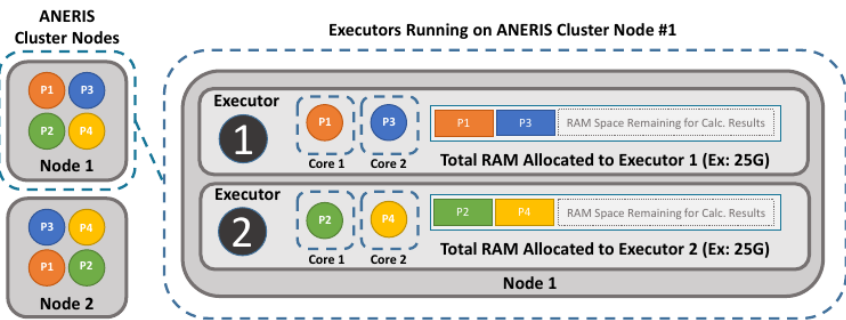 ANERIS
Cluster Nodes
P1 P3
P2 P4
Node 1
P3 P4
P1 P2
Node 2
Executors Running on ANERIS Cluster Node #1
Executor
1
P1 P3
Core 1 Core 2
P1 P3 RAM Space Remaining for Calc. Results
Total RAM Allocated to Executor 1 (Ex: 25G)
Executor
2
P2 P4
Core 1 Core 2
P2 P4 RAM Space Remaining for Calc. Results
Total RAM Allocated to Executor 2 (Ex: 25G)
Node 1